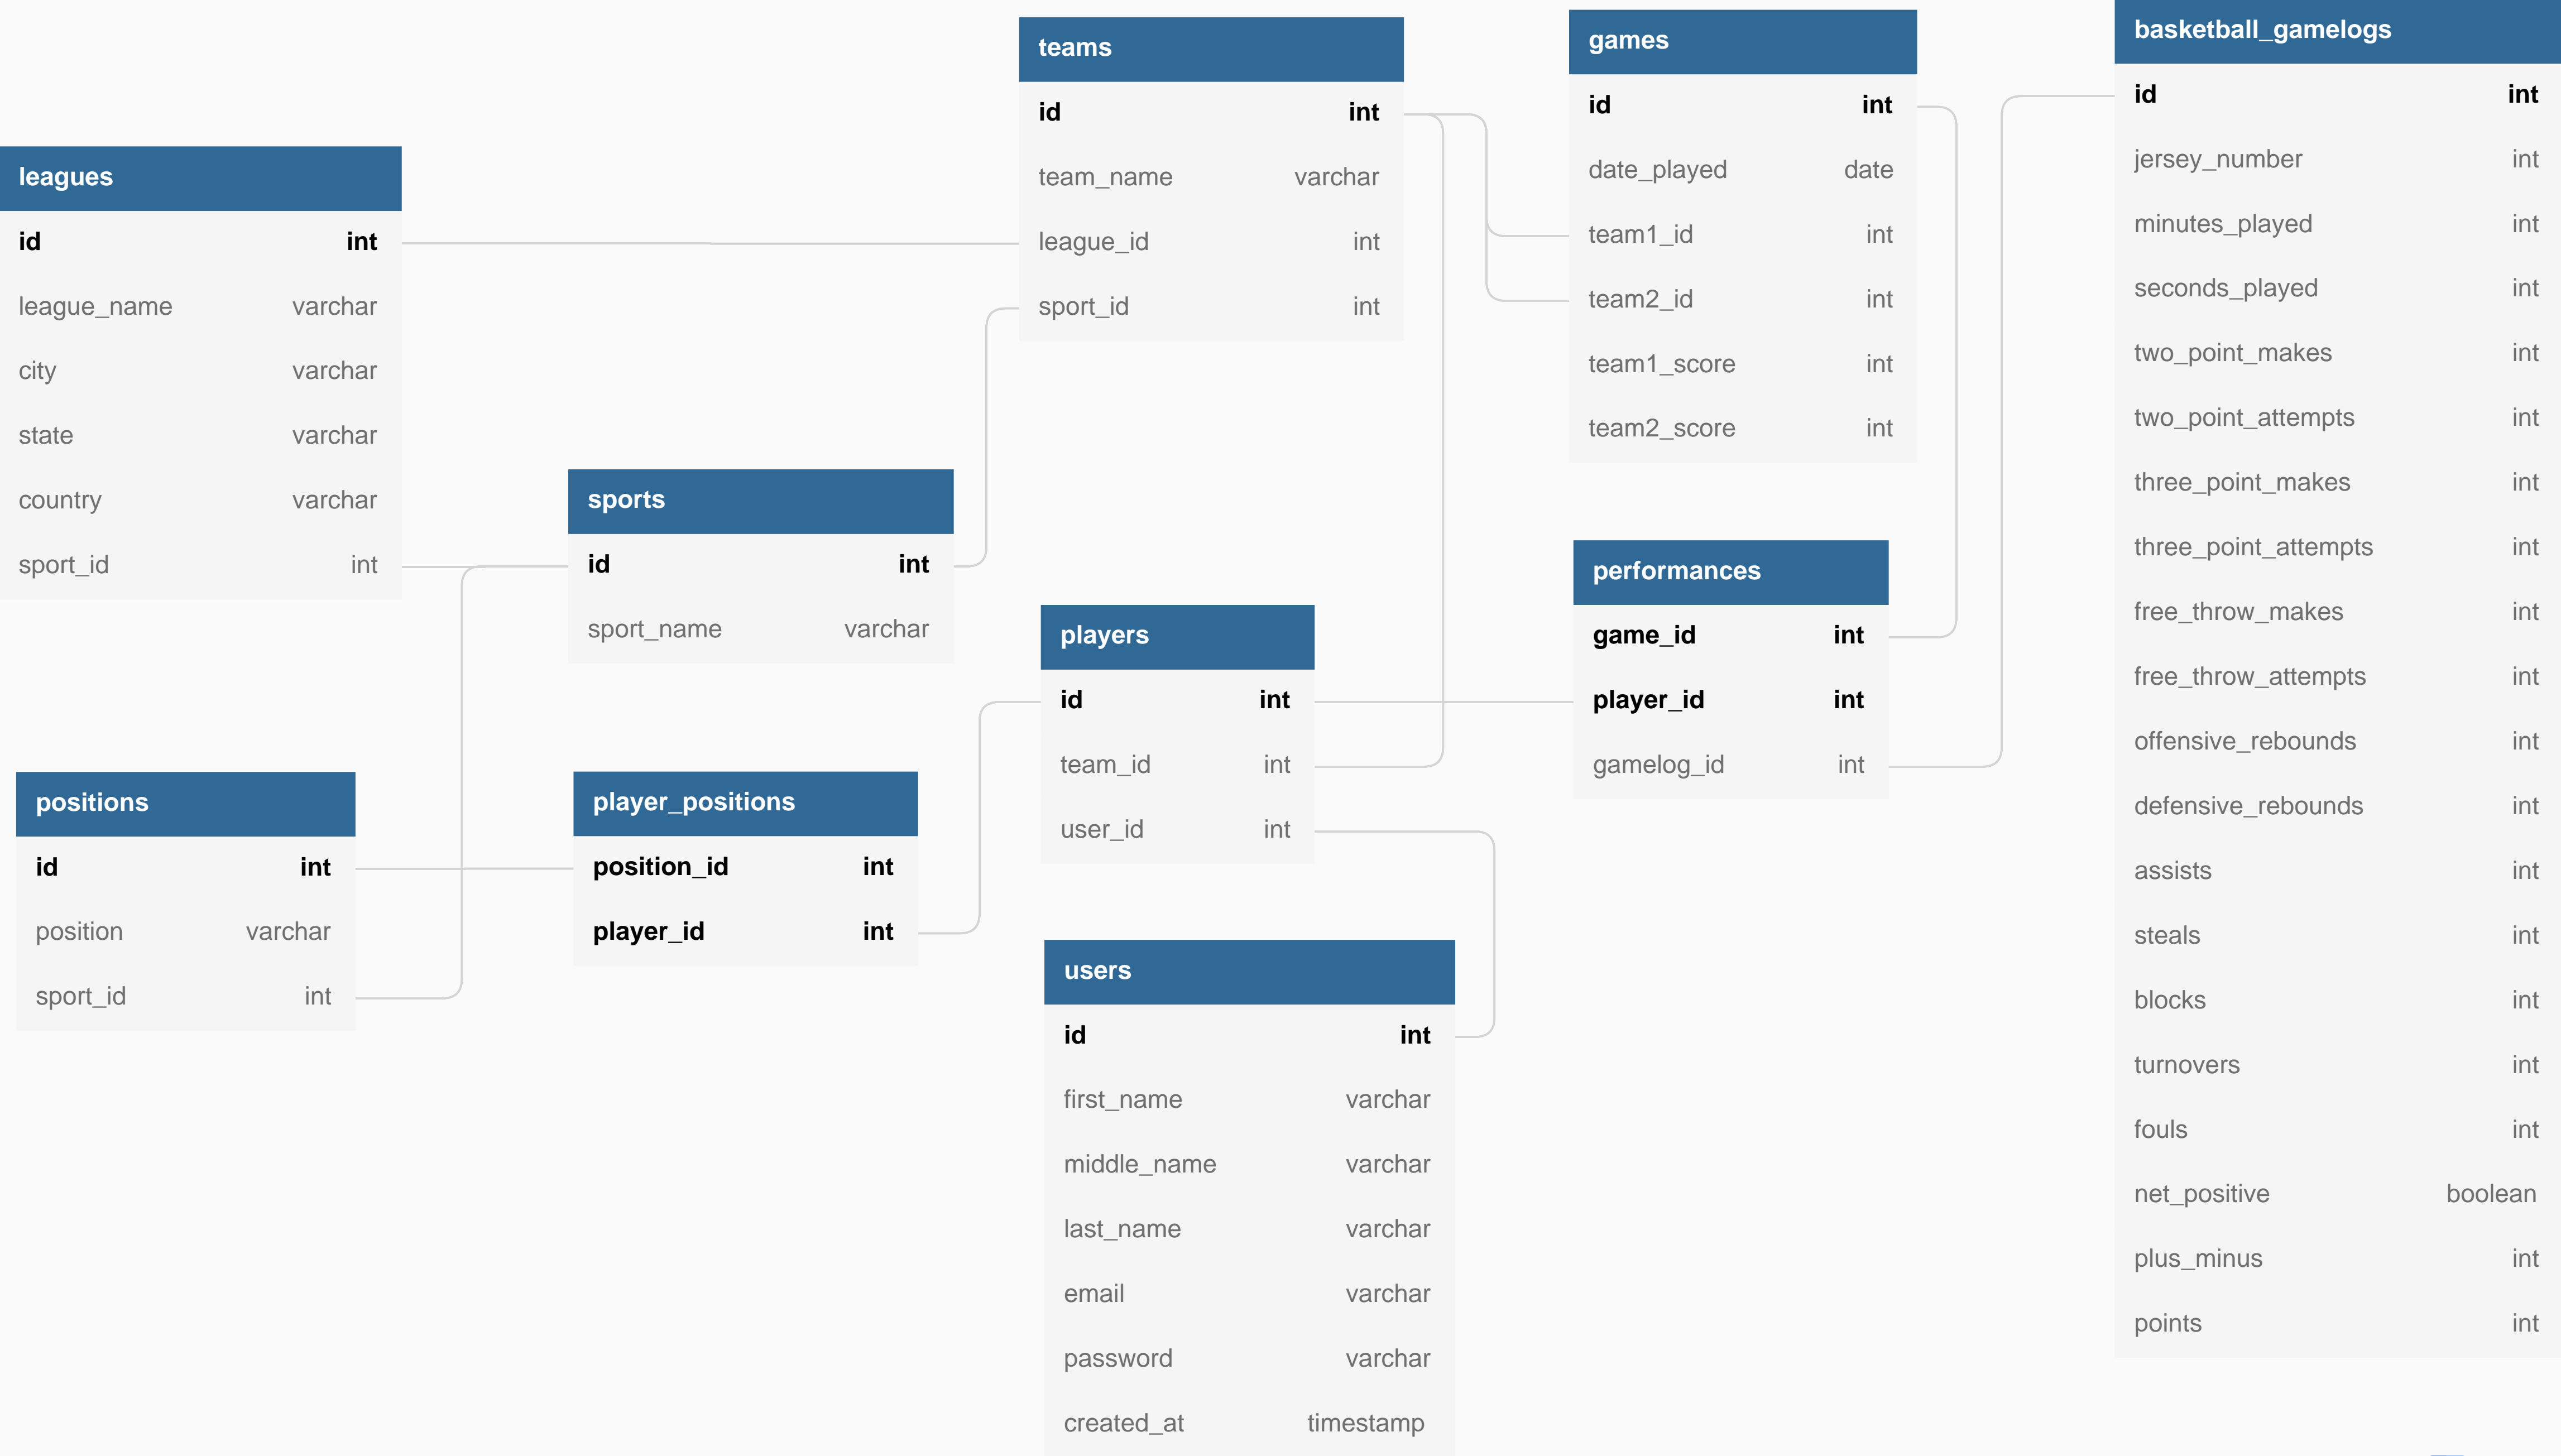 leagues
id int
league_name varchar
city varchar
state varchar
country varchar
sport_id int
positions
id int
position varchar
sport_id int
sports
id int
sport_name varchar
player_positions
position_id int
player_id int
teams
id int
team_name varchar
league_id int
sport_id int
players
id int
team_id int
user_id int
users
id int
first_name varchar
middle_name varchar
last_name varchar
email varchar
password varchar
created_at timestamp
games
id int
date_played date
team1_id int
team2_id int
team1_score int
team2_score int
performances
game_id int
player_id int
gamelog_id int
basketball_gamelogs
id int
jersey_number int
minutes_played int
seconds_played int
two_point_makes int
two_point_attempts int
three_point_makes int
three_point_attempts int
free_throw_makes int
free_throw_attempts int
offensive_rebounds int
defensive_rebounds int
assists int
steals int
blocks int
turnovers int
fouls int
net_positive boolean
plus_minus int
points int